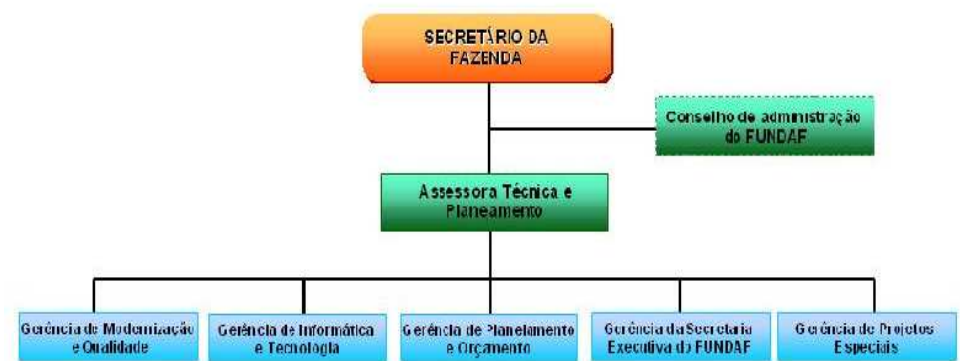 SECRETÁRIO DA
FAZENDA
Conselho de administração
do FUNDAF
Assessora Técnica e
Planeamento
Gerência de Modernização
e Qualidade
Gerência de Informática
e Tecnologia
Gerência de Planelamento
e Orçamento
Gerência da Secretaria
Executiva do FUNDAF
Gerência de Projetos
Especiais